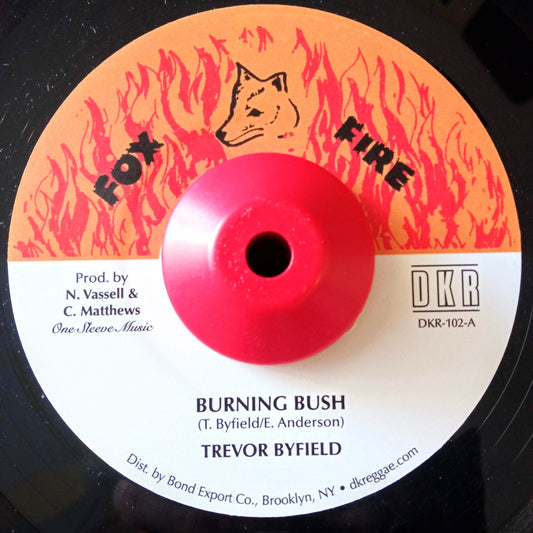 FOX FIRE
Prod. by
N. Vassell &
C. Matthews
One Sleeve Music
DKR
DKR-102-A
BURNING BUSH
(T. Byfield/E. Anderson)
TREVOR BYFIELD
Dist. by Bond Export Co., Brooklyn, NY • dkreggae.com